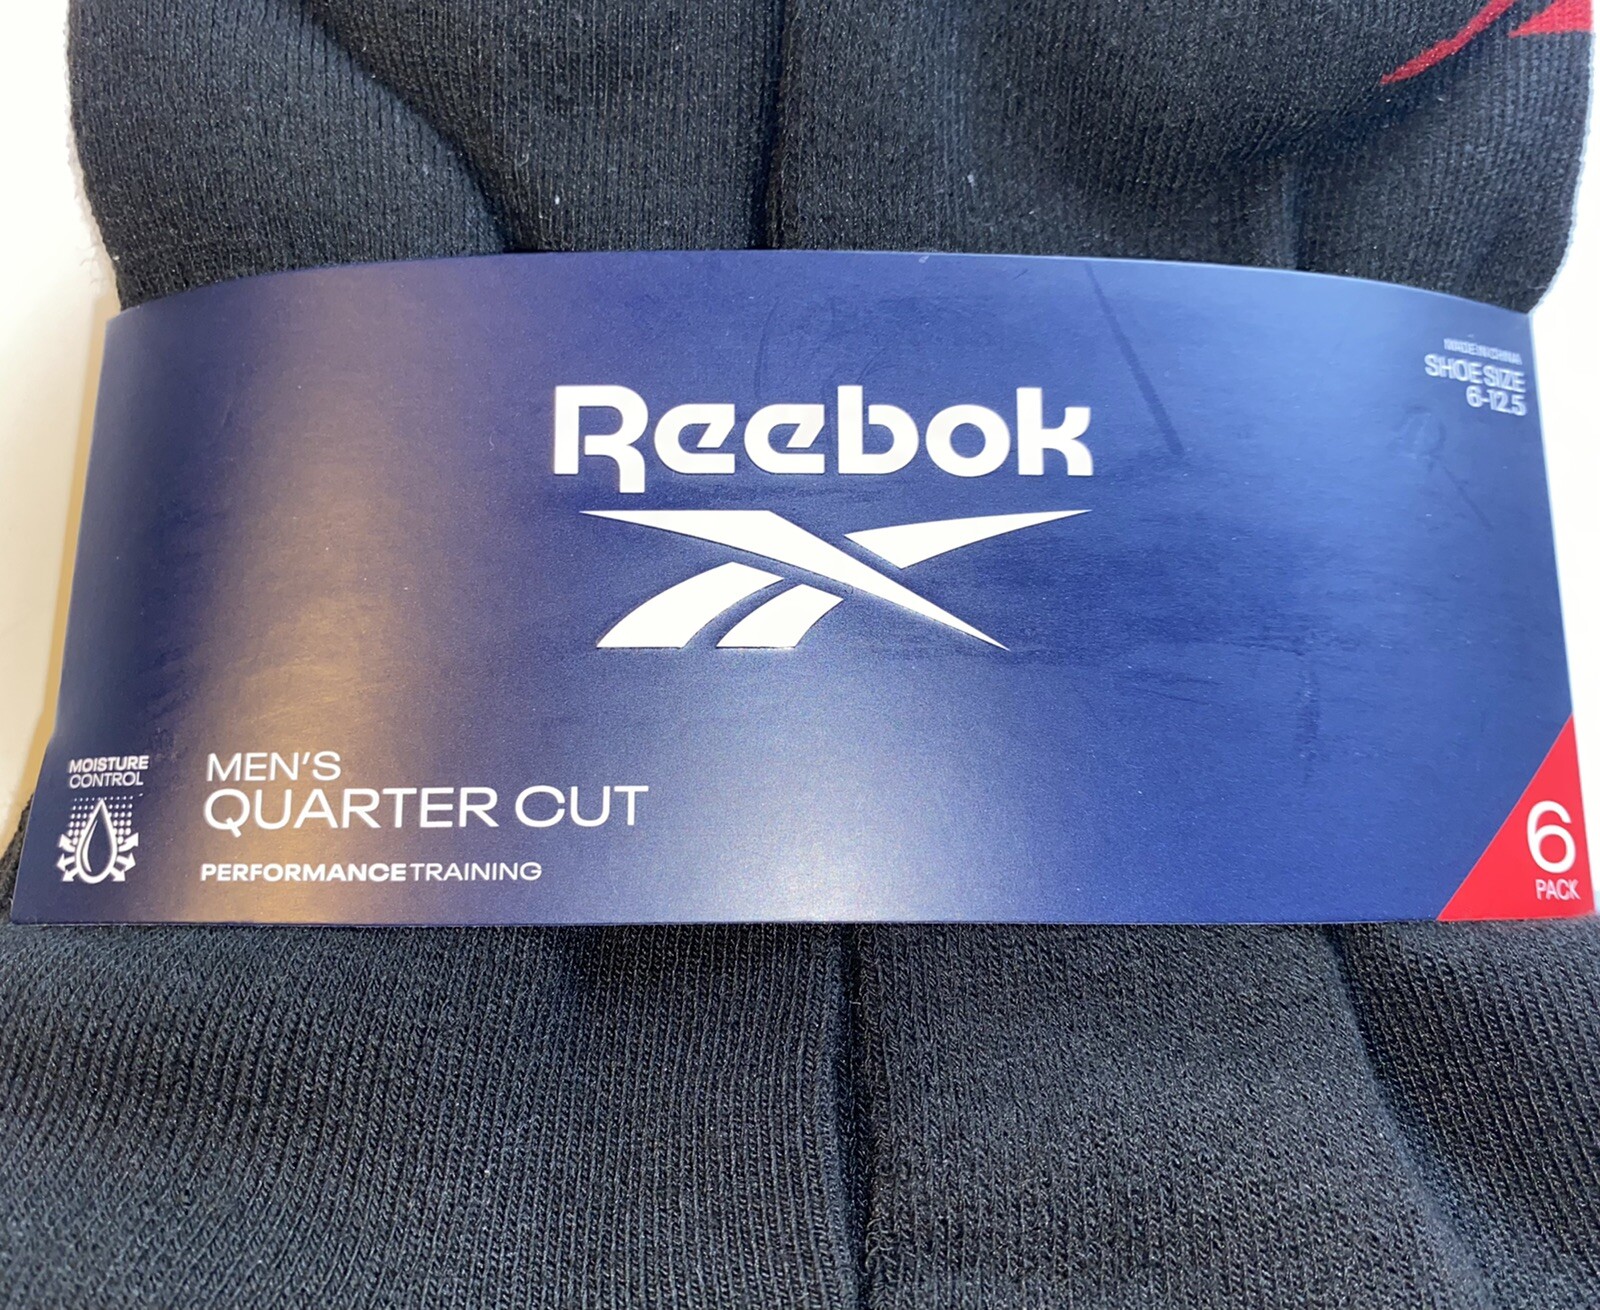 MADE IN CHINA
SHOE SIZE
6-12.5
Reebok
MOISTURE
CONTROL
MEN'S
QUARTER CUT
PERFORMANCE TRAINING
6
PACK